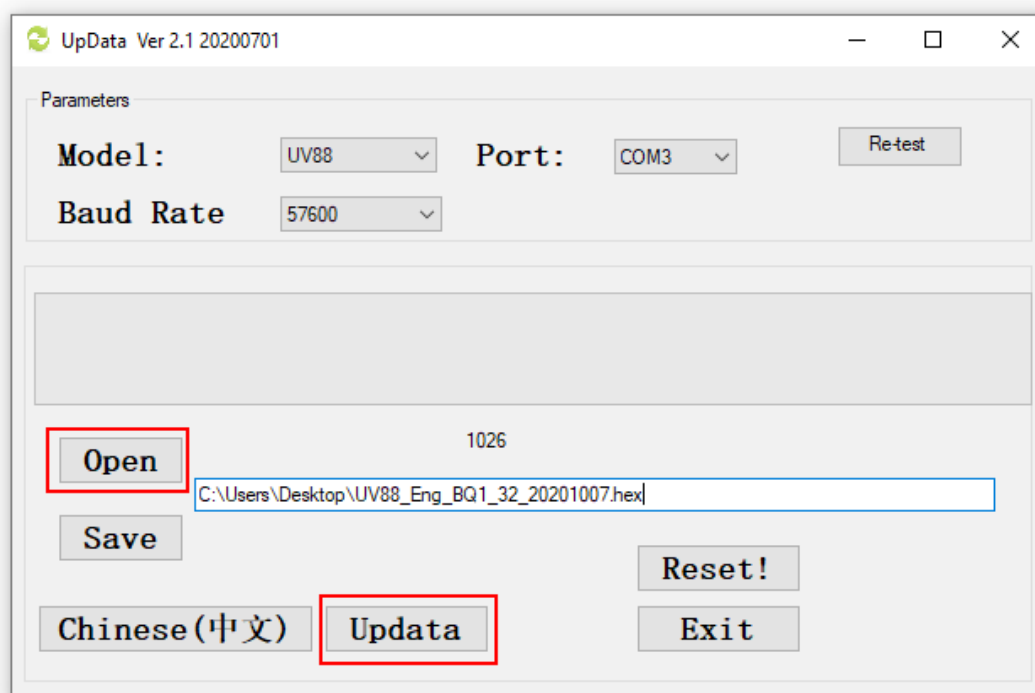 UpData Ver 2.1 20200701
Parameters
Model: UV88 Port: COM3 Re-test
Baud Rate 57600
1026
Open
C:\Users\Desktop\UV88_Eng_BQ1_32_20201007.hex
Save
Reset!
Chinese(中文) Updata Exit